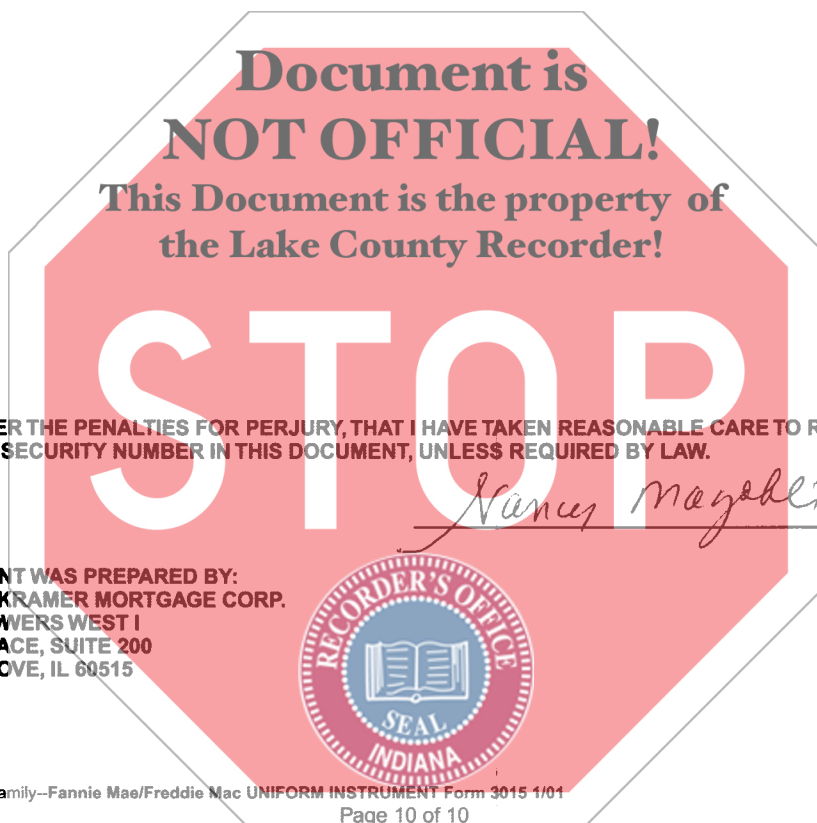 Document is
NOT OFFICIAL!
This Document is the property of
the Lake County Recorder!
STOP
ER THE PENALTIES FOR PERJURY, THAT I HAVE TAKEN REASONABLE CARE TO R
SECURITY NUMBER IN THIS DOCUMENT, UNLESS REQUIRED BY LAW.
Nancy
NT WAS PREPARED BY:
KRAMER MORTGAGE CORP.
WERS WEST I
ACE, SUITE 200
OVE, IL 60515
RECORDER'S OFFICE
SEAL
INDIANA
amily--Fannie Mae/Freddie Mac UNIFORM INSTRUMENT Form 3015 1/01
Page 10 of 10